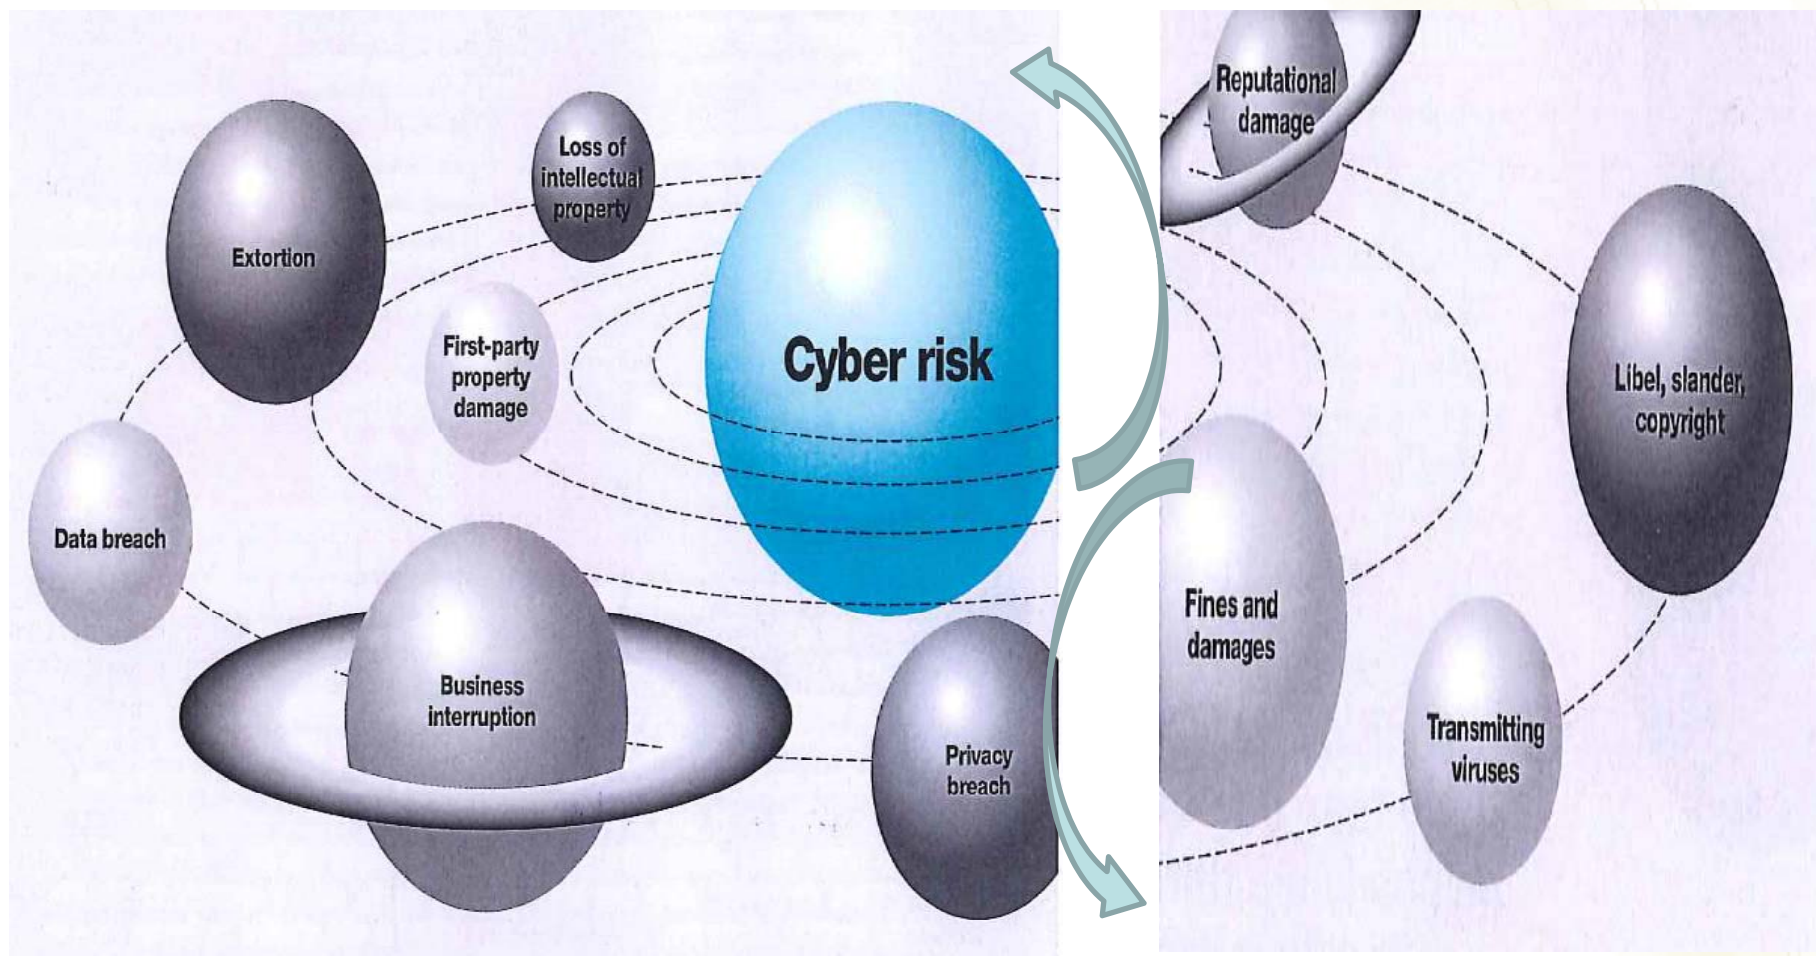 Extortion
Loss of
intellectual
property
First-party
property
damage
Cyber risk
Data breach
Business
interruption
Privacy
breach
Reputational
damage
Libel, slander,
copyright
Fines and
damages
Transmitting
viruses